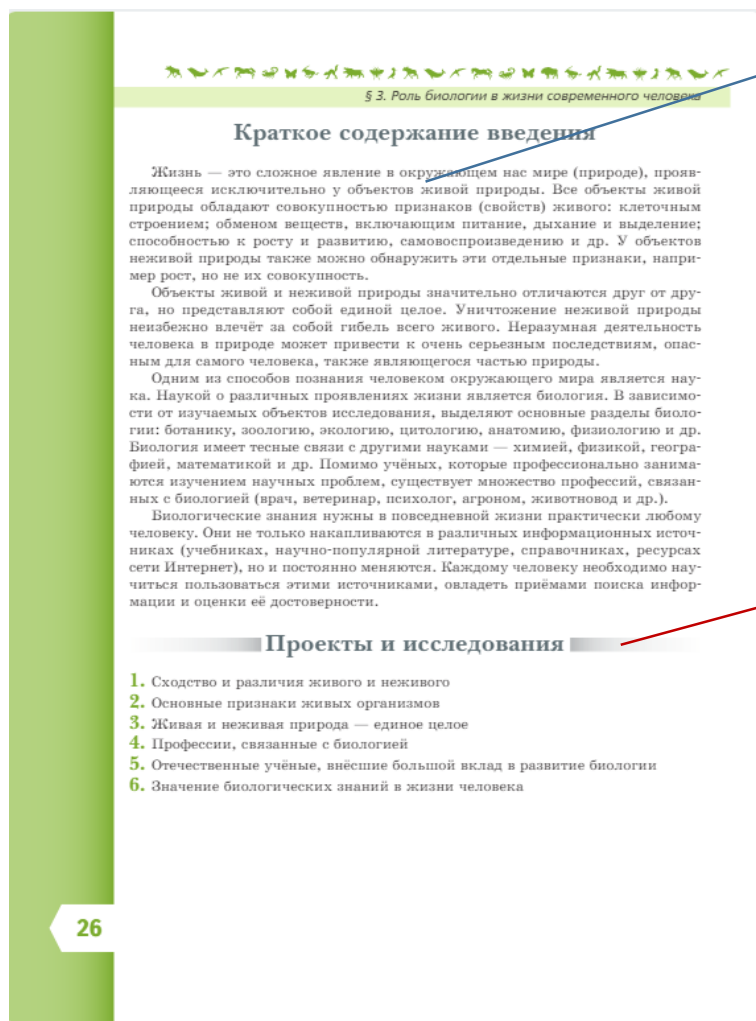 § 3. Роль биологии в жизни современного человека
Краткое содержание введения
Жизнь — это сложное явление в окружающем нас мире (природе), прояв-
ляющееся исключительно у объектов живой природы. Все объекты живой
природы обладают совокупностью признаков (свойств) живого: клеточным
строением; обменом веществ, включающим питание, дыхание и выделение;
способностью к росту и развитию, самовоспроизведению и др. У объектов
неживой природы также можно обнаружить эти отдельные признаки, напри-
мер рост, но не их совокупность.
Объекты живой и неживой природы значительно отличаются друг от дру-
га, но представляют собой единой целое. Уничтожение неживой природы
неизбежно влечёт за собой гибель всего живого. Неразумная деятельность
человека в природе может привести к очень серьезным последствиям, опас-
ным для самого человека, также являющегося частью природы.
Одним из способов познания человеком окружающего мира является нау-
ка. Наукой о различных проявлениях жизни является биология. В зависимо-
сти от изучаемых объектов исследования, выделяют основные разделы биоло-
гии: ботанику, зоологию, экологию, цитологию, анатомию, физиологию и др.
Биология имеет тесные связи с другими науками — химией, физикой, геогра-
фией, математикой и др. Помимо учёных, которые профессионально занима-
ются изучением научных проблем, существует множество профессий, связан-
ных с биологией (врач, ветеринар, психолог, агроном, животновод и др.).
Биологические знания нужны в повседневной жизни практически любому
человеку. Они не только накапливаются в различных информационных источ-
никах (учебниках, научно-популярной литературе, справочниках, ресурсах
сети Интернет), но и постоянно меняются. Каждому человеку необходимо нау-
читься пользоваться этими источниками, овладеть приёмами поиска инфор-
мации и оценки её достоверности.
Проекты и исследования
1. Сходство и различия живого и неживого
2. Основные признаки живых организмов
3. Живая и неживая природа — единое целое
4. Профессии, связанные с биологией
5. Отечественные учёные, внёсшие большой вклад в развитие биологии
6. Значение биологических знаний в жизни человека
26